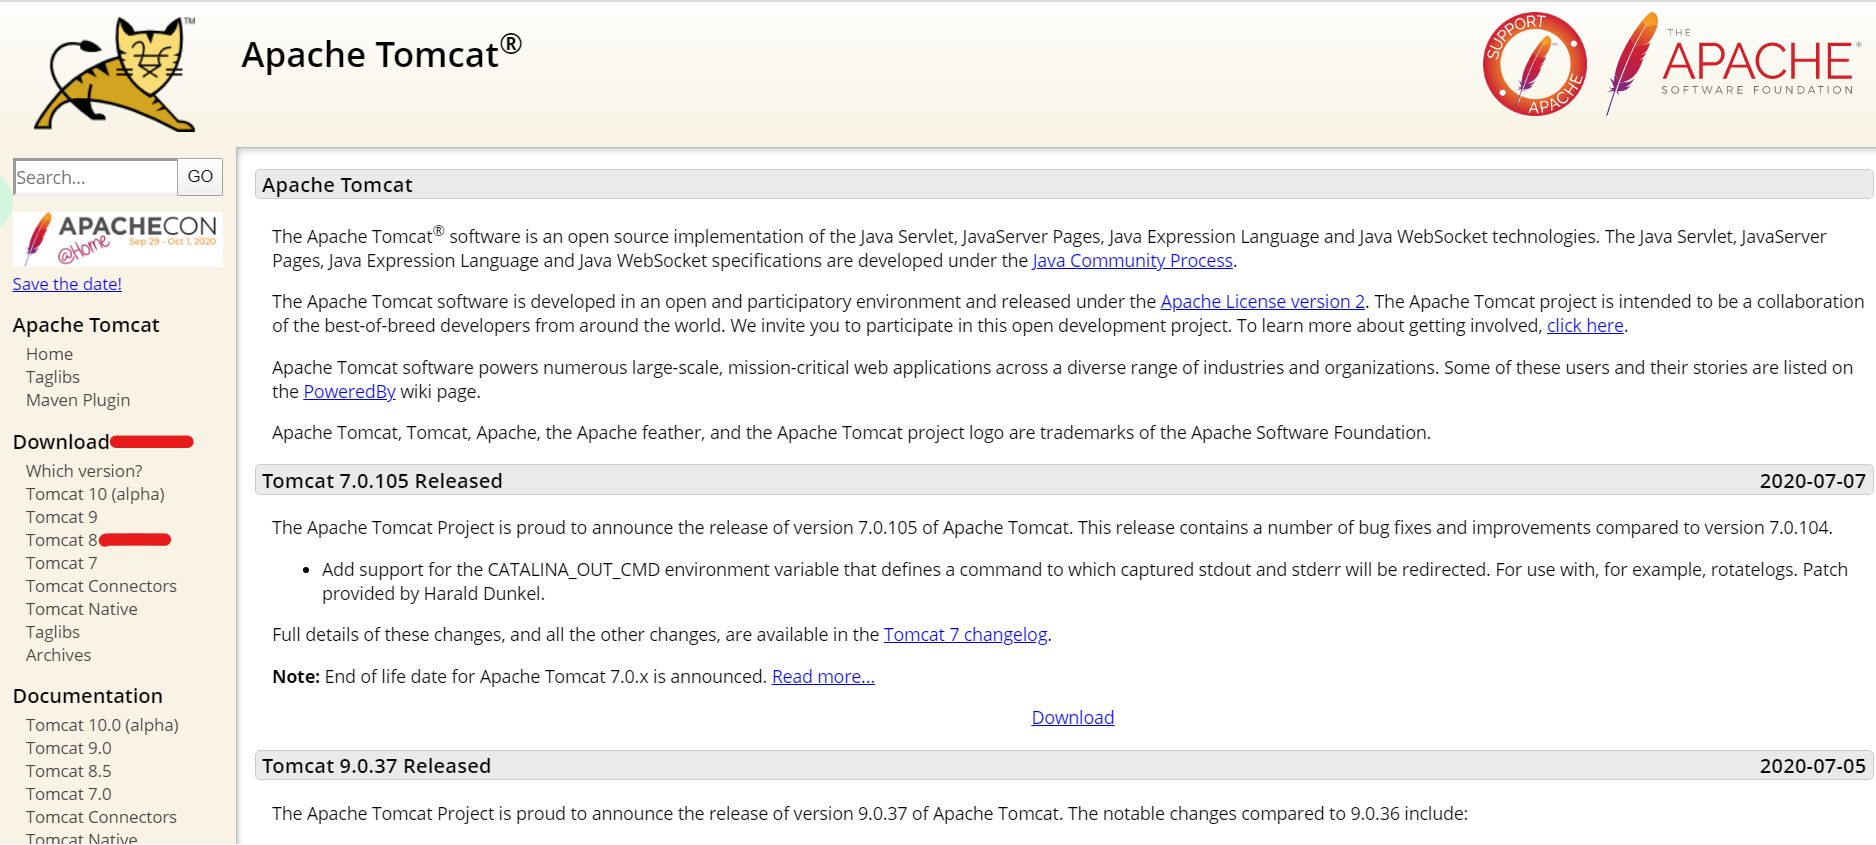 TM
Apache Tomcat®
SUPPORT APACHE
THE
APACHE®
SOFTWARE FOUNDATION
Search...
GO
APACHECON
@Home
Sep 29 - Oct 1, 2020
Save the date!
Apache Tomcat
Home
Taglibs
Maven Plugin
Download
Which version?
Tomcat 10 (alpha)
Tomcat 9
Tomcat 8
Tomcat 7
Tomcat Connectors
Tomcat Native
Taglibs
Archives
Documentation
Tomcat 10.0 (alpha)
Tomcat 9.0
Tomcat 8.5
Tomcat 7.0
Tomcat Connectors
Tomcat Native
Apache Tomcat
The Apache Tomcat® software is an open source implementation of the Java Servlet, JavaServer Pages, Java Expression Language and Java WebSocket technologies. The Java Servlet, JavaServer
Pages, Java Expression Language and Java WebSocket specifications are developed under the Java Community Process.
The Apache Tomcat software is developed in an open and participatory environment and released under the Apache License version 2. The Apache Tomcat project is intended to be a collaboration
of the best-of-breed developers from around the world. We invite you to participate in this open development project. To learn more about getting involved, click here.
Apache Tomcat software powers numerous large-scale, mission-critical web applications across a diverse range of industries and organizations. Some of these users and their stories are listed on
the PoweredBy wiki page.
Apache Tomcat, Tomcat, Apache, the Apache feather, and the Apache Tomcat project logo are trademarks of the Apache Software Foundation.
Tomcat 7.0.105 Released 2020-07-07
The Apache Tomcat Project is proud to announce the release of version 7.0.105 of Apache Tomcat. This release contains a number of bug fixes and improvements compared to version 7.0.104.
• Add support for the CATALINA_OUT_CMD environment variable that defines a command to which captured stdout and stderr will be redirected. For use with, for example, rotatelogs. Patch
provided by Harald Dunkel.
Full details of these changes, and all the other changes, are available in the Tomcat 7 changelog.
Note: End of life date for Apache Tomcat 7.0.x is announced. Read more...
Download
Tomcat 9.0.37 Released 2020-07-05
The Apache Tomcat Project is proud to announce the release of version 9.0.37 of Apache Tomcat. The notable changes compared to 9.0.36 include: